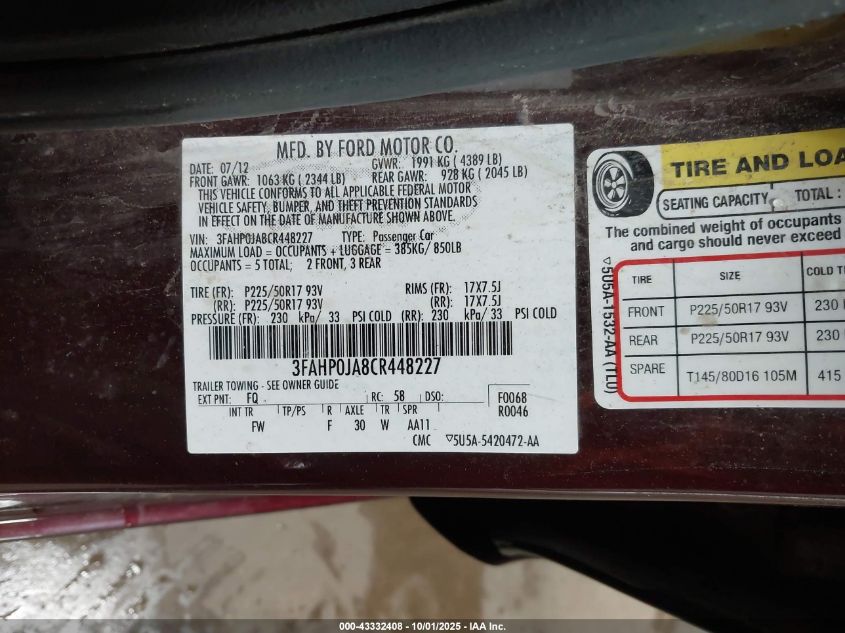 MFD. BY FORD MOTOR CO.
DATE: 07/12 GVWR: 1991 KG ( 4389 LB)
FRONT GAWR: 1063 KG ( 2344 LB) REAR GAWR: 928 KG ( 2045 LB)
THIS VEHICLE CONFORMS TO ALL APPLICABLE FEDERAL MOTOR
VEHICLE SAFETY, BUMPER, AND THEFT PREVENTION STANDARDS
IN EFFECT ON THE DATE OF MANUFACTURE SHOWN ABOVE.
VIN: 3FAHP0JA8CR448227 TYPE: Passenger Car
MAXIMUM LOAD = OCCUPANTS + LUGGAGE = 385KG/ 850LB
OCCUPANTS = 5 TOTAL; 2 FRONT, 3 REAR
TIRE (FR): P225/50R17 93V RIMS (FR): 17X7.5J
(RR): P225/50R17 93V (RR): 17X7.5J
PRESSURE (FR): 230 kPa/ 33 PSI COLD (RR): 230 kPa/ 33 PSI COLD
3FAHP0JA8CR448227
TRAILER TOWING - SEE OWNER GUIDE
EXT PNT: FQ RC: 58 DSO: F0068
R0046
INT TR TP/PS R AXLE TR SPR
FW F 30 W AA11
CMC ▽5U5A-5420472-AA
TIRE AND LOA
SEATING CAPACITY TOTAL :
The combined weight of occupants
and cargo should never exceed
▽5U5A-1532-AA (TLU)
TIRE SIZE COLD T
FRONT P225/50R17 93V 230
REAR P225/50R17 93V 230
SPARE T145/80D16 105M 415
000-43332408 - 10/01/2025 - IAA Inc.